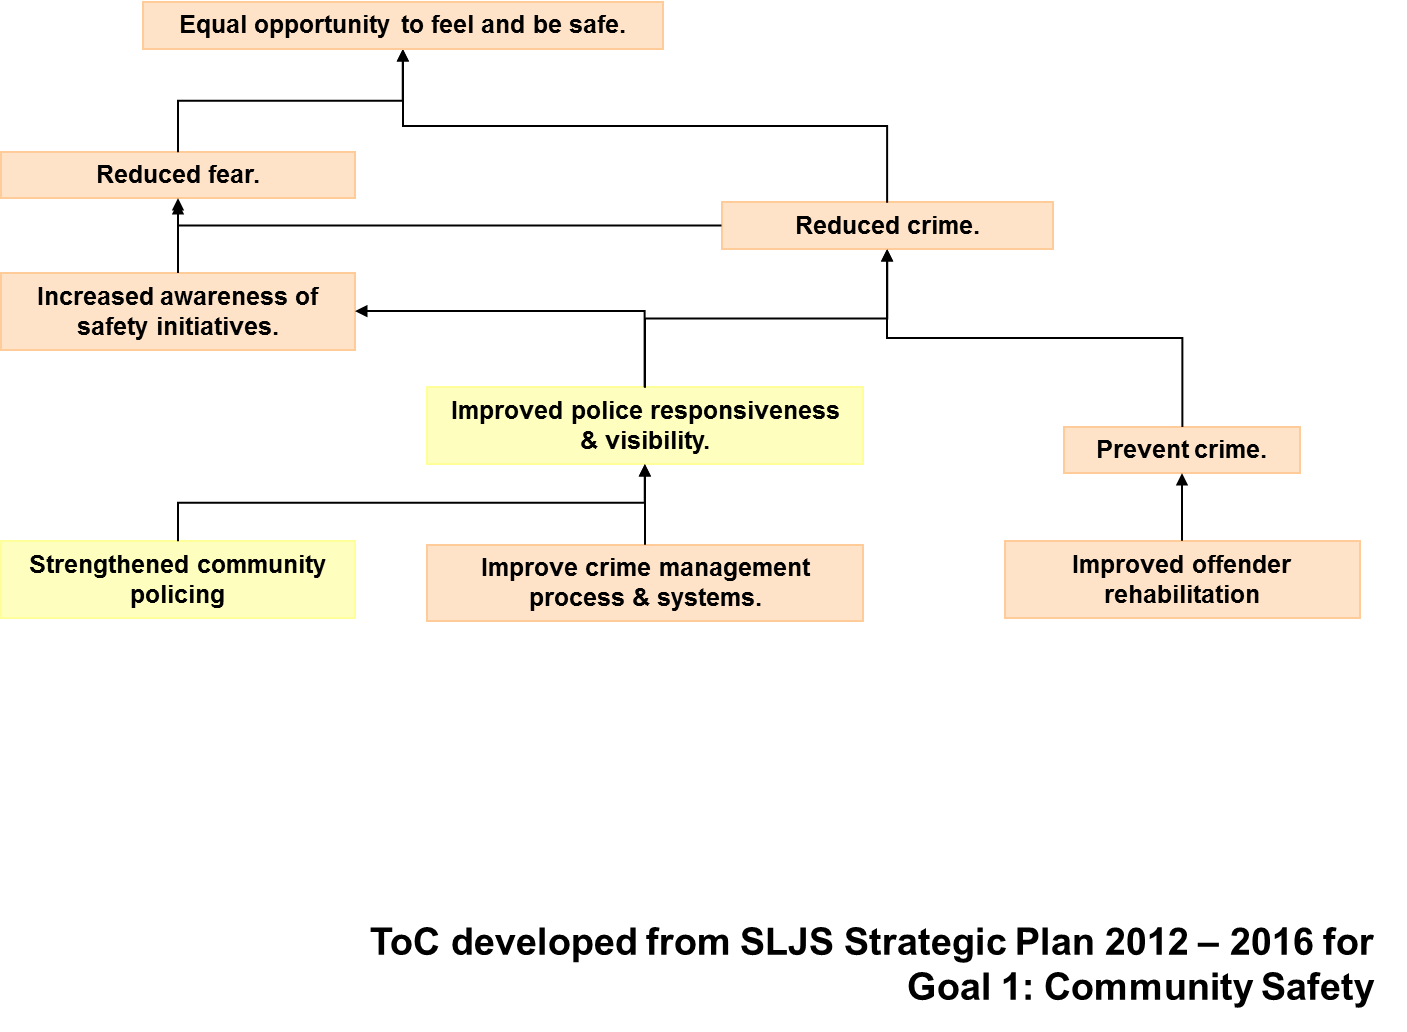 Equal opportunity to feel and be safe.
Reduced fear.
Reduced crime.
Increased awareness of
safety initiatives.
Improved police responsiveness
& visibility.
Prevent crime.
Strengthened community
policing
Improve crime management
process & systems.
Improved offender
rehabilitation
ToC developed from SLJS Strategic Plan 2012 – 2016 for
Goal 1: Community Safety